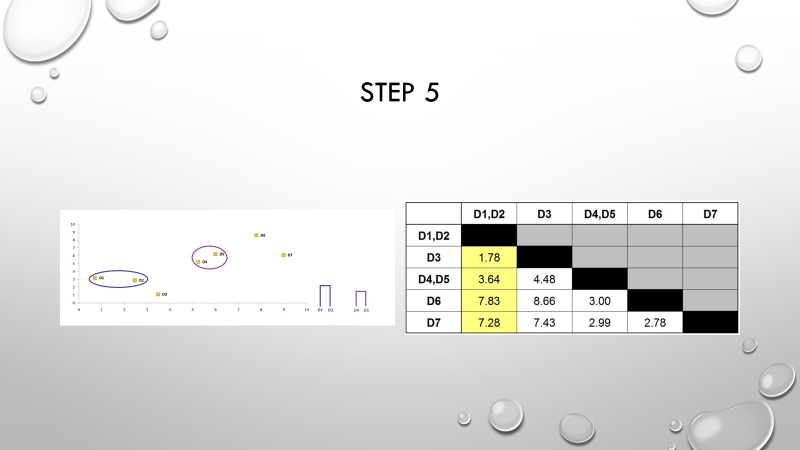 STEP 5
10
9
8
7
6
5
4
3
2
1
0
0 1 2 3 4 5 6 7 8 9 10
D1
D2
D3
D4
D5
D6
D7
D1 D2 D4 D5
D1,D2 D3 D4,D5 D6 D7
D1,D2
D3 1.78
D4,D5 3.64 4.48
D6 7.83 8.66 3.00
D7 7.28 7.43 2.99 2.78